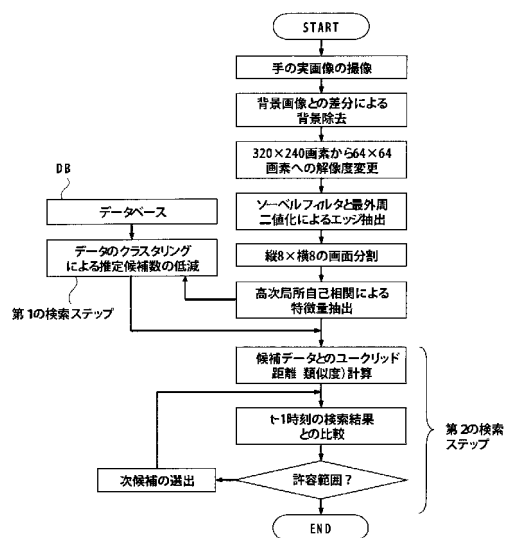 START
手の実画像の撮像
背景画像との差分による
背景除去
320×240画素から64×64
画素への解像度変更
ソーベルフィルタと最外周
二値化によるエッジ抽出
縦8×横8の画面分割
高次局所自己相関による
特徴量抽出
DB
データベース
データのクラスタリング
による推定候補数の低減
第1の検索ステップ
候補データとのユークリッド
距離 類似度)計算
t-1時刻の検索結果
との比較
許容範囲?
次候補の選出
第2の検索
ステップ
END